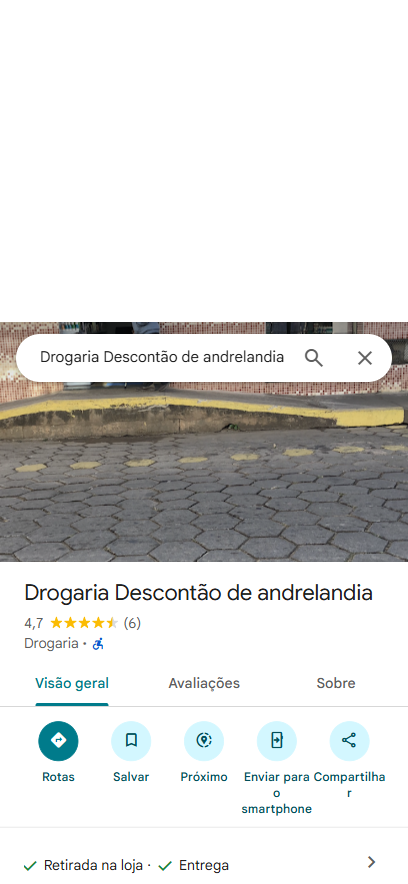 Drogaria Descontão de andrelandia
Drogaria Descontão de andrelandia
4,7 (6)
Drogaria ·
Visão geral Avaliações Sobre
Rotas Salvar Próximo Enviar para o smartphone Compartilhar
Retirada na loja · Entrega